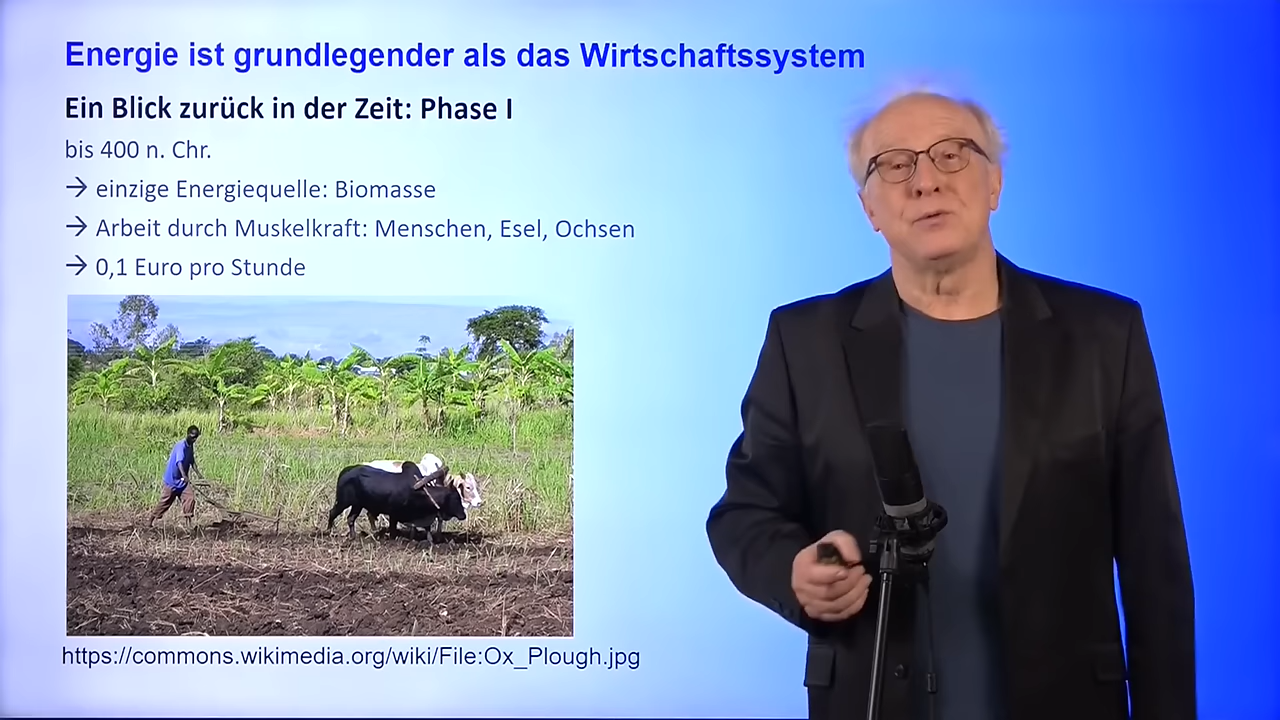 Energie ist grundlegender als das Wirtschaftssystem
Ein Blick zurück in der Zeit: Phase I
bis 400 n. Chr.
→ einzige Energiequelle: Biomasse
→ Arbeit durch Muskelkraft: Menschen, Esel, Ochsen
→ 0,1 Euro pro Stunde
https://commons.wikimedia.org/wiki/File:Ox_Plough.jpg